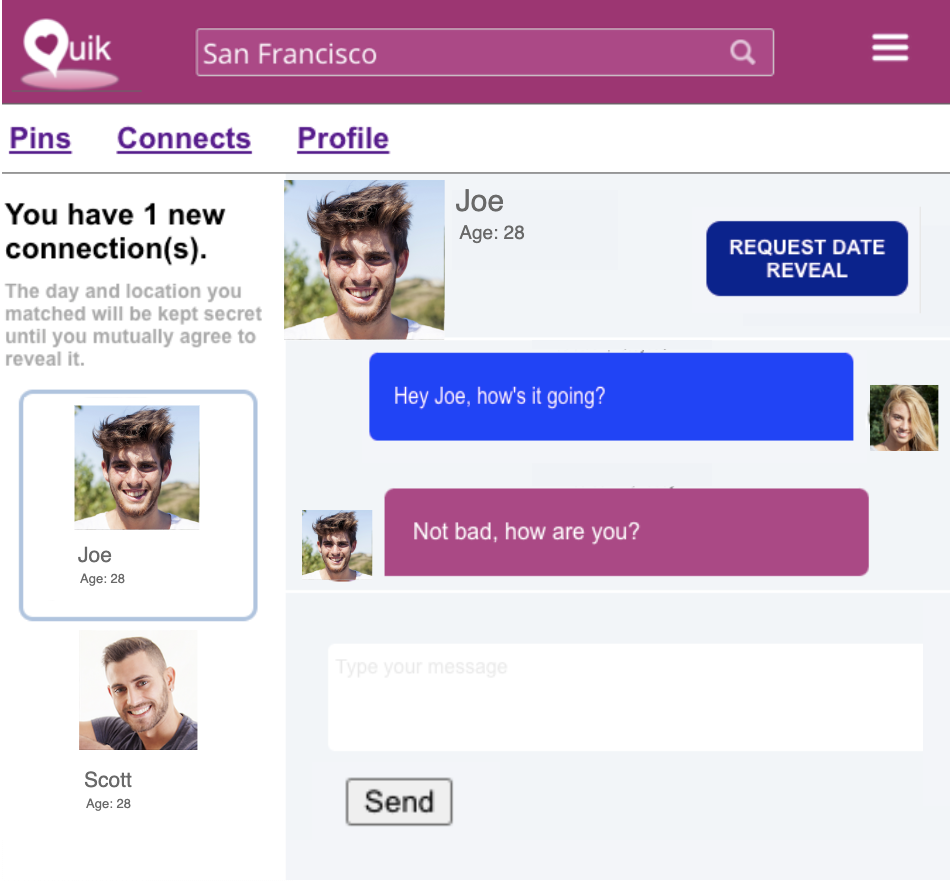 Quik
San Francisco
Pins Connects Profile
You have 1 new
connection(s).
The day and location you
matched will be kept secret
until you mutually agree to
reveal it.
Joe
Age: 28
Scott
Age: 28
Joe
Age: 28
REQUEST DATE
REVEAL
Hey Joe, how's it going?
Not bad, how are you?
Type your message
Send